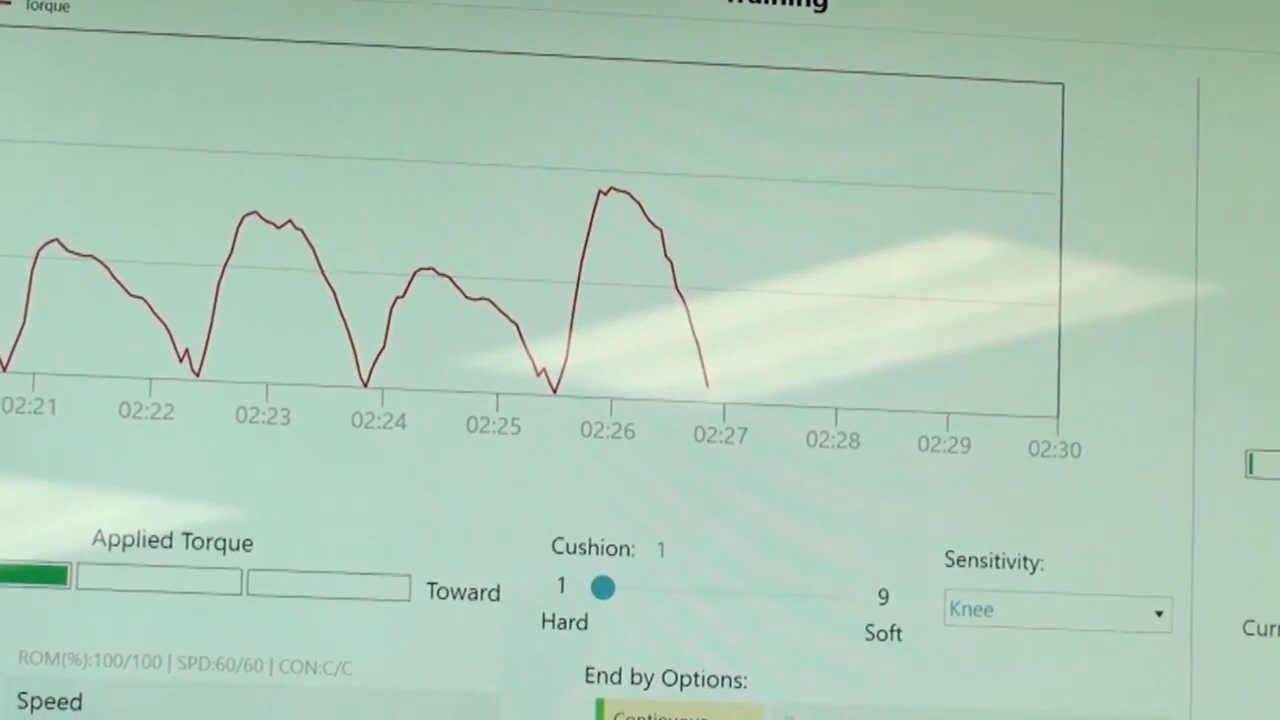 Torque
Training
02:21 02:22 02:23 02:24 02:25 02:26 02:27 02:28 02:29 02:30
Applied Torque
Toward
Cushion: 1
1
9
Hard
Soft
Sensitivity:
Knee
ROM(%):100/100 | SPD:60/60 | CON:C/C
Speed
End by Options: